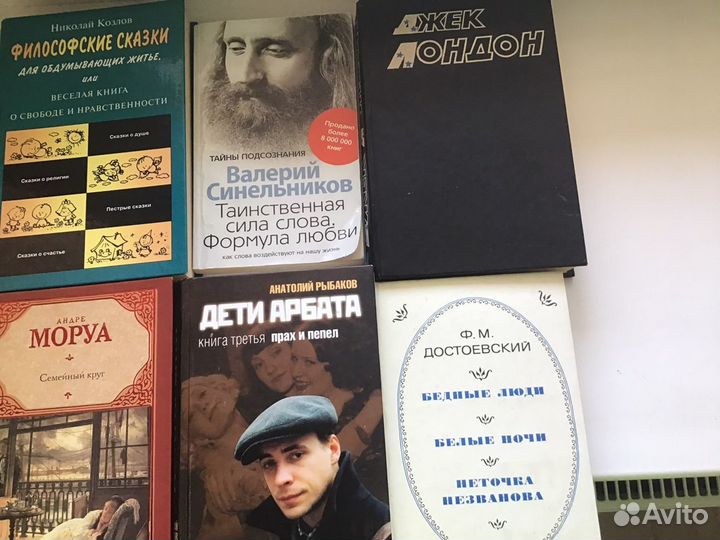 Николай Козлов
ФИЛОСОФСКИЕ СКАЗКИ
ДЛЯ ОБДУМЫВАЮЩИХ ЖИТЬЕ,
или
ВЕСЕЛАЯ КНИГА
О СВОБОДЕ И НРАВСТВЕННОСТИ
Сказки о душе
Сказки о религии
Пестрые сказки
Сказки о счастье
Продано
более
8 000 000
книг
ТАЙНЫ ПОДСОЗНАНИЯ
Валерий
Синельников
Таинственная
сила слова.
Формула любви
как слова воздействуют на нашу жизнь
ДЖЕК
ЛОНДОН
АНДРЕ
МОРУА
Семейный круг
АНАТОЛИЙ РЫБАКОВ
ДЕТИ АРБАТА
книга третья прах и пепел
Ф. М.
ДОСТОЕВСКИЙ
БЕДНЫЕ ЛЮДИ
БЕЛЫЕ НОЧИ
НЕТОЧКА
НЕЗВАНОВА
Avito